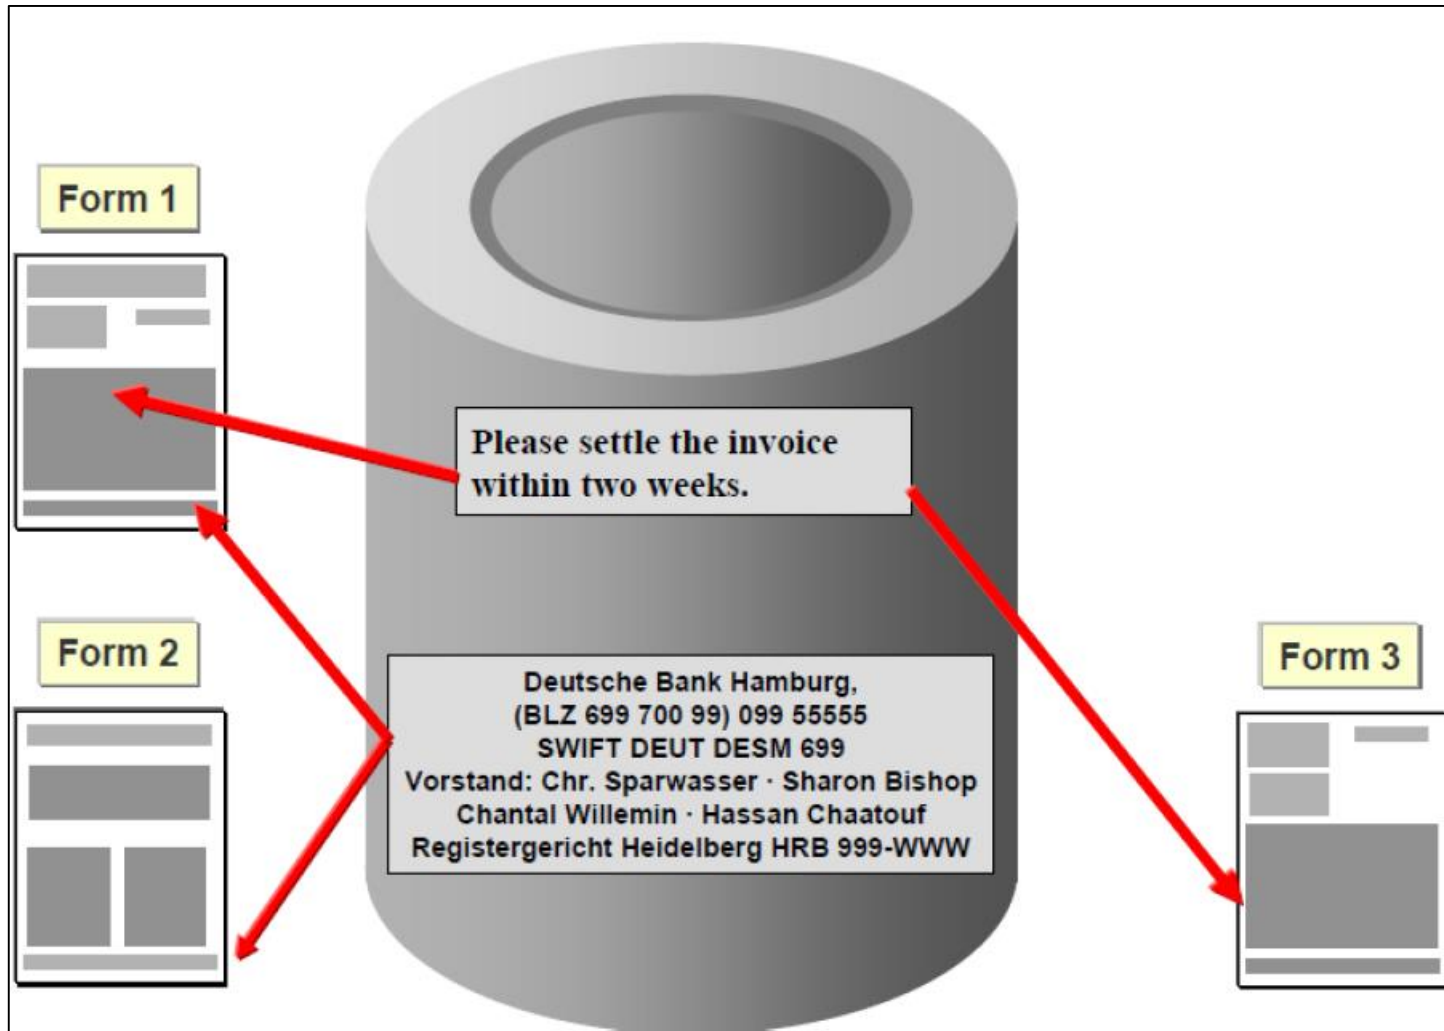 Form 1
Please settle the invoice
within two weeks.
Form 2
Form 3
Deutsche Bank Hamburg,
(BLZ 699 700 99) 099 55555
SWIFT DEUT DESM 699
Vorstand: Chr. Sparwasser · Sharon Bishop
Chantal Willemin · Hassan Chaatouf
Registergericht Heidelberg HRB 999-WWW